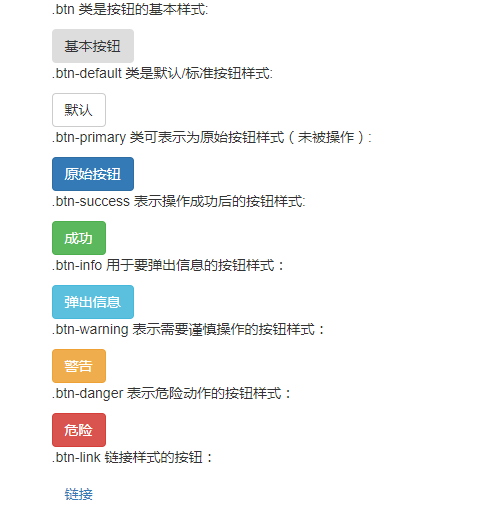 .btn 类是按钮的基本样式:
基本按钮
.btn-default 类是默认/标准按钮样式:
默认
.btn-primary 类可表示为原始按钮样式（未被操作）:
原始按钮
.btn-success 表示操作成功后的按钮样式:
成功
.btn-info 用于要弹出信息的按钮样式：
弹出信息
.btn-warning 表示需要谨慎操作的按钮样式：
警告
.btn-danger 表示危险动作的按钮样式：
危险
.btn-link 链接样式的按钮：
链接